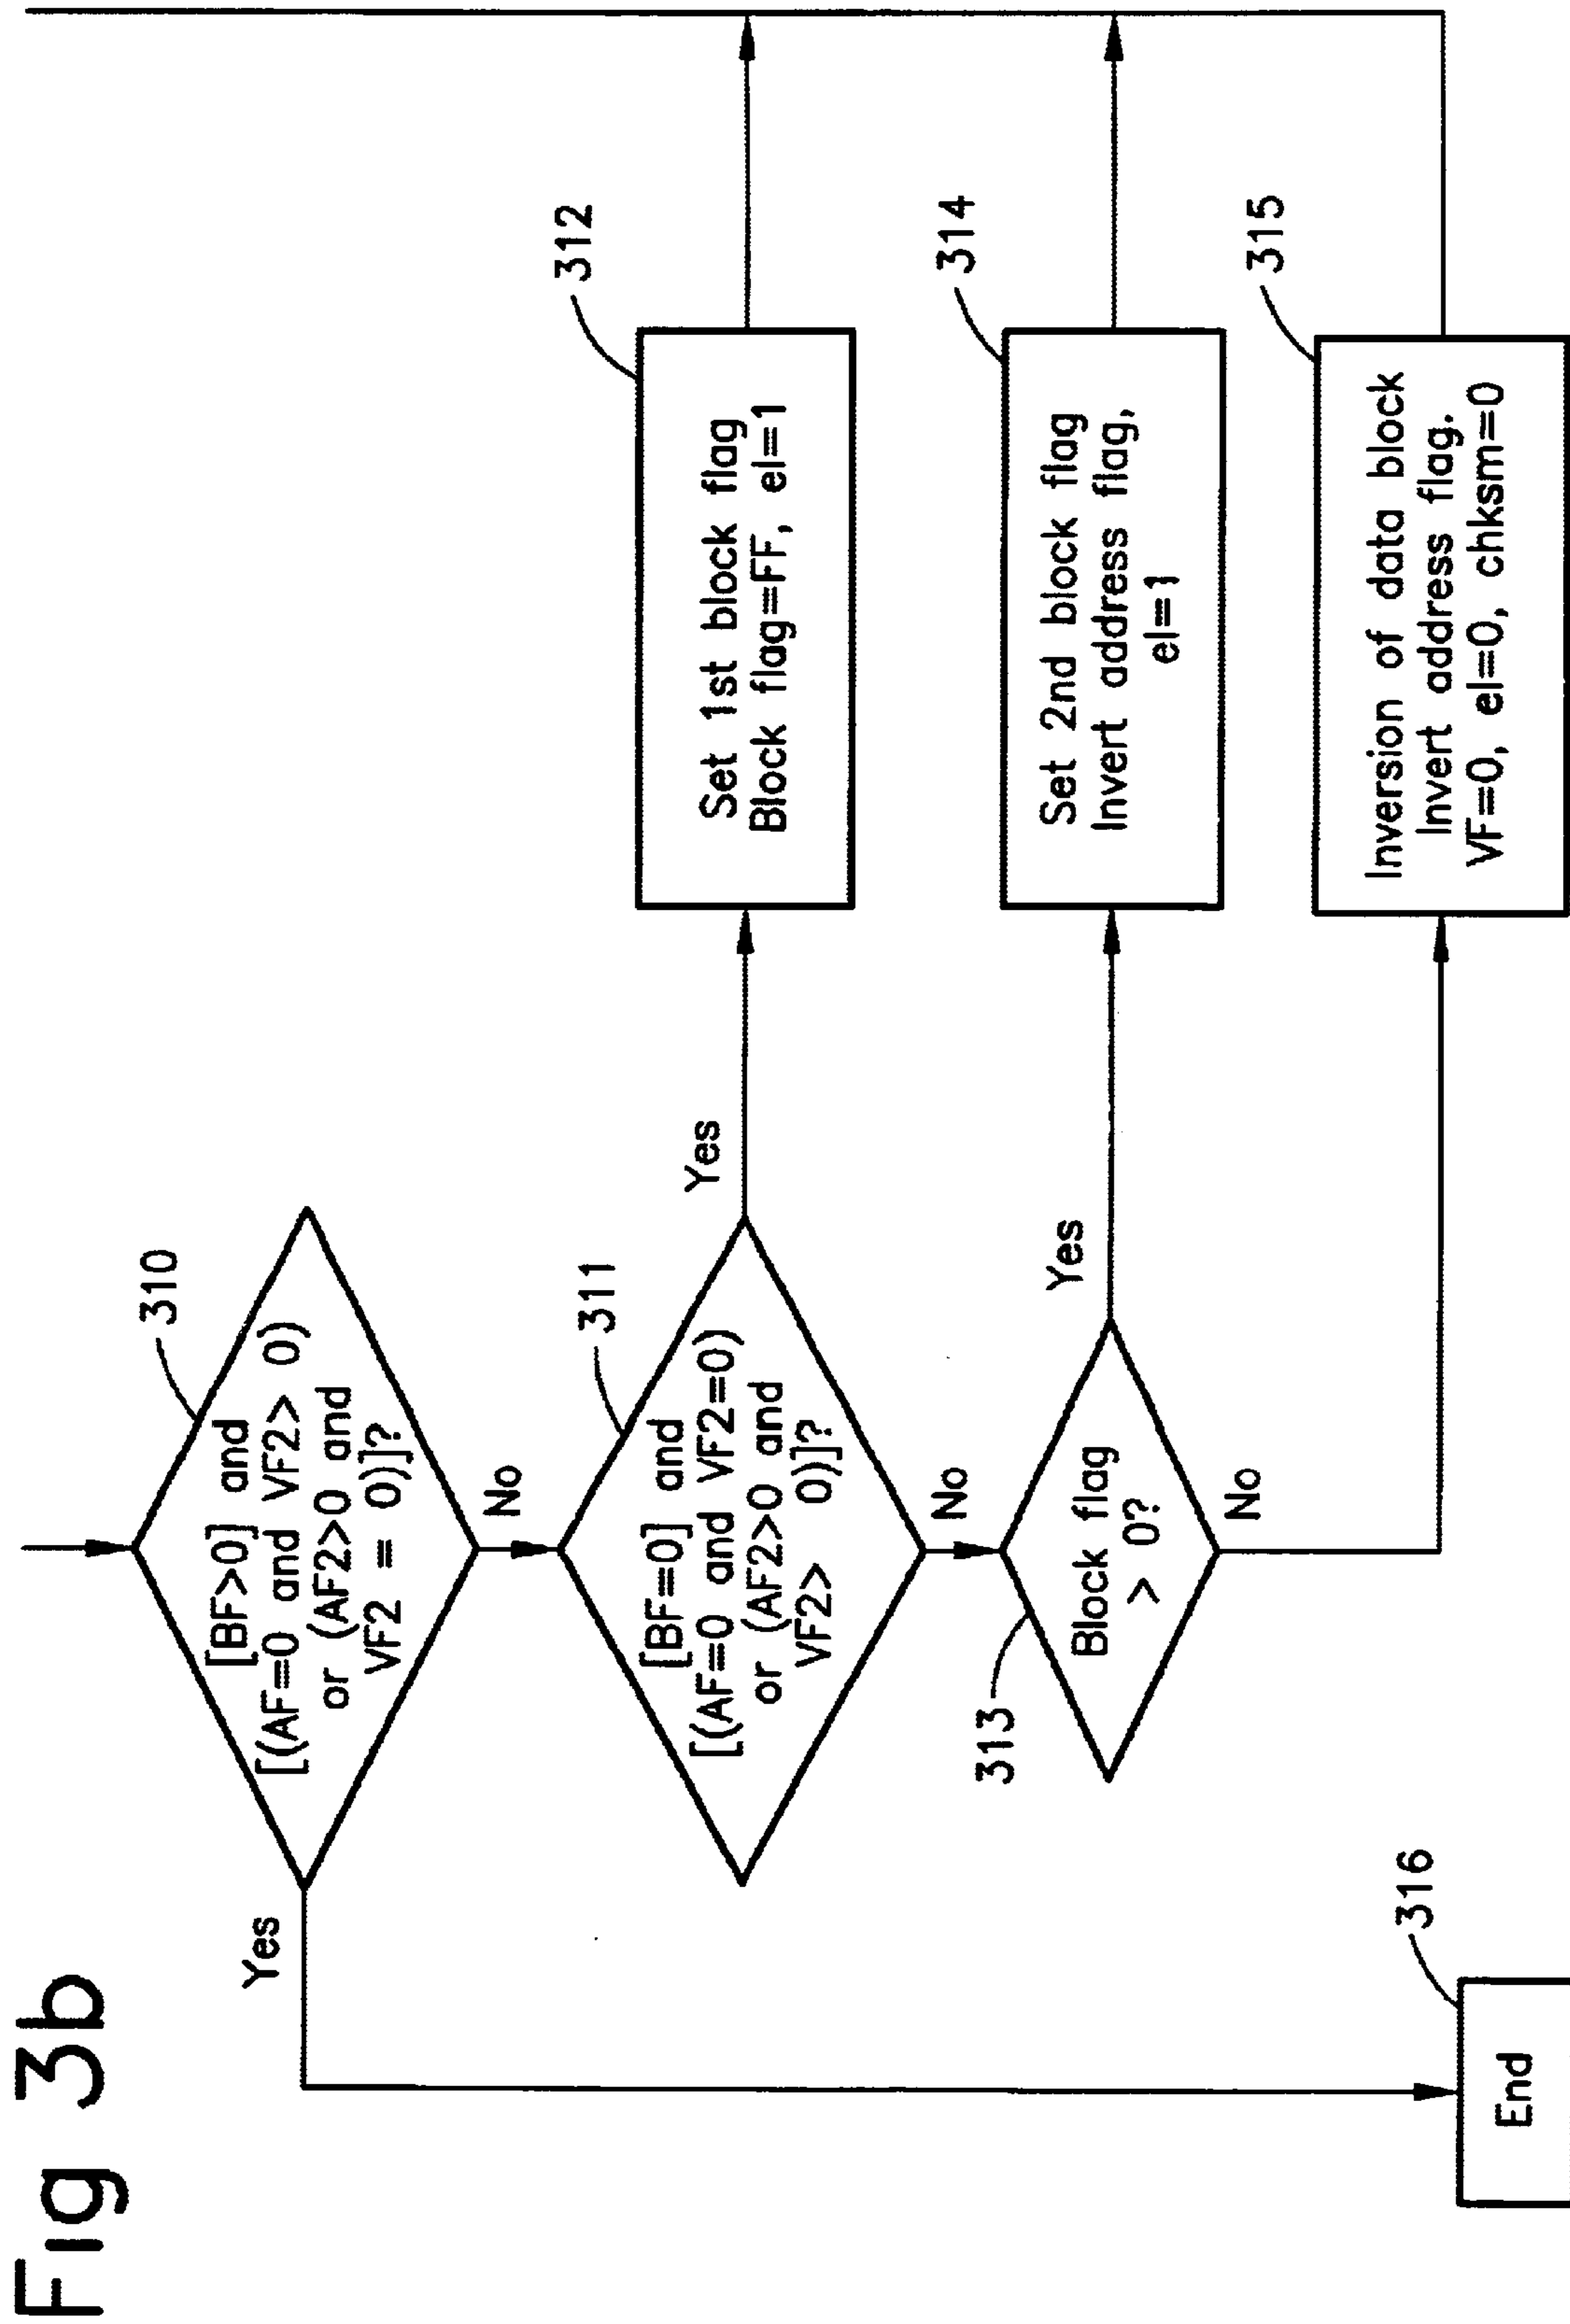 Fig 3b
310
[BF>0] and
[(AF=0 and VF2> 0)
or (AF2>0 and
VF2 = 0)]?
Yes
No
311
[BF=0] and
[(AF=0 and VF2=0)
or (AF2>0 and
VF2> 0)]?
Yes
No
312
Set 1st block flag
Block flag=FF, el=1
313
Block flag
> 0?
Yes
No
314
Set 2nd block flag
Invert address flag,
el=1
315
Inversion of data block
Invert address flag.
VF=0, el=0, chksm=0
316
End